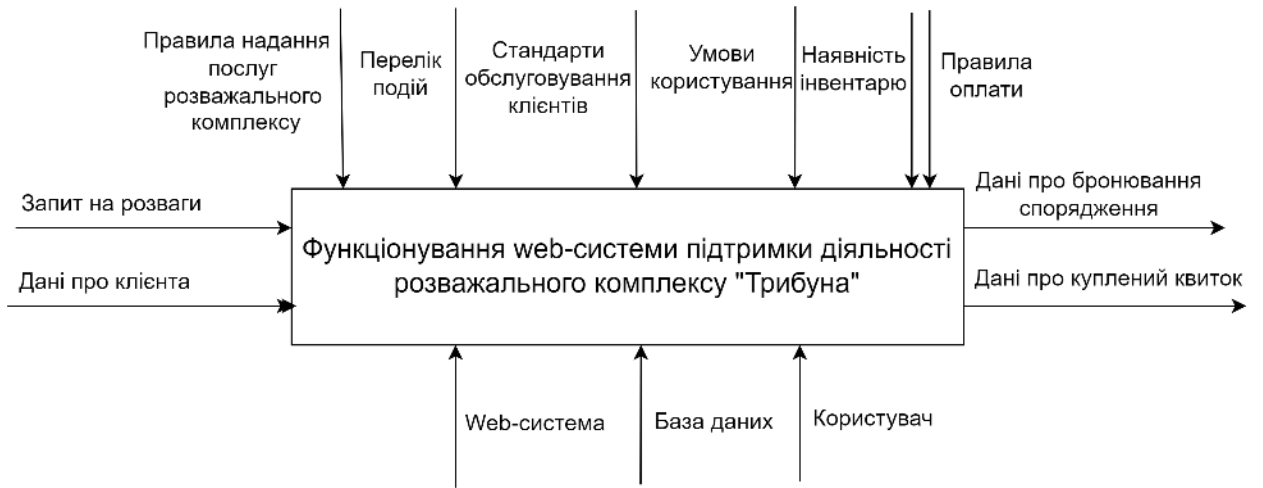 Правила надання
послуг
розважального
комплексу
Перелік
подій
Стандарти
обслуговування
клієнтів
Умови
користування
Наявність
інвентарю
Правила
оплати
Запит на розваги
Дані про клієнта
Функціонування web-системи підтримки діяльності
розважального комплексу "Трибуна"
Дані про бронювання
спорядження
Дані про куплений квиток
Web-система
База даних
Користувач